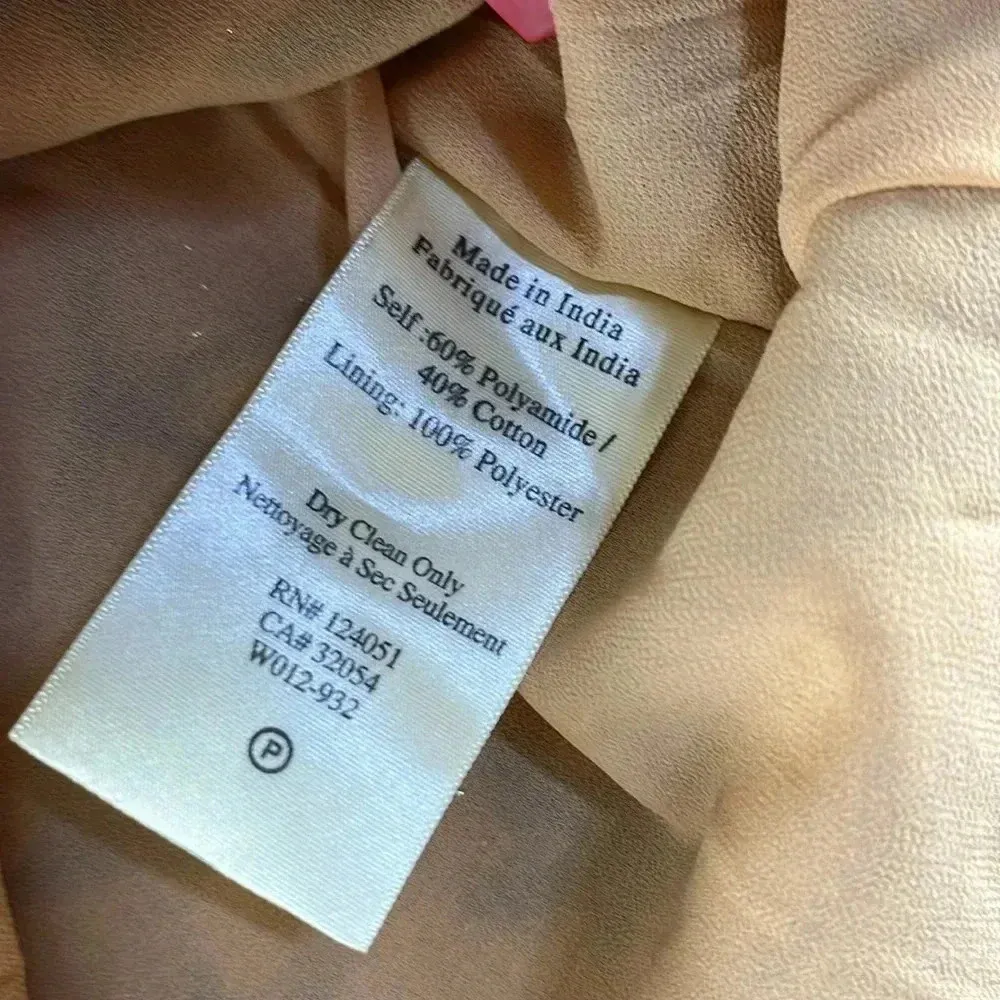 Made in India
Fabriqué aux India
Self :60% Polyamide /
40% Cotton
Lining: 100% Polyester
Dry Clean Only
Nettoyage à Sec Seulement
RN# 124051
CA# 32054
W012-932
P